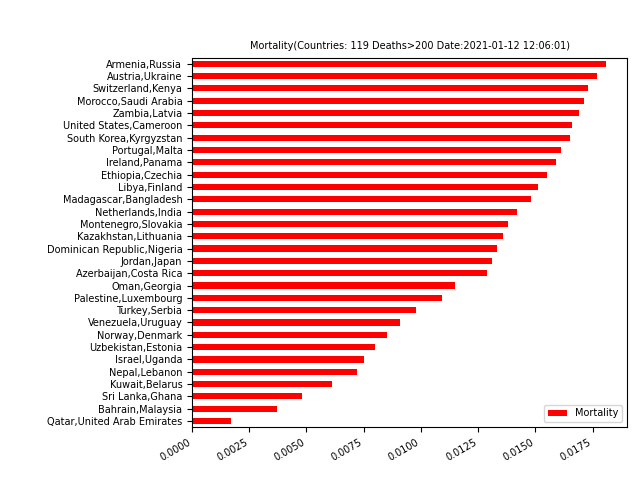 Mortality(Countries: 119 Deaths>200 Date:2021-01-12 12:06:01)
Armenia,Russia
Austria,Ukraine
Switzerland,Kenya
Morocco,Saudi Arabia
Zambia,Latvia
United States,Cameroon
South Korea,Kyrgyzstan
Portugal,Malta
Ireland,Panama
Ethiopia,Czechia
Libya,Finland
Madagascar,Bangladesh
Netherlands,India
Montenegro,Slovakia
Kazakhstan,Lithuania
Dominican Republic,Nigeria
Jordan,Japan
Azerbaijan,Costa Rica
Oman,Georgia
Palestine,Luxembourg
Turkey,Serbia
Venezuela,Uruguay
Norway,Denmark
Uzbekistan,Estonia
Israel,Uganda
Nepal,Lebanon
Kuwait,Belarus
Sri Lanka,Ghana
Bahrain,Malaysia
Qatar,United Arab Emirates
Mortality
0.0000 0.0025 0.0050 0.0075 0.0100 0.0125 0.0150 0.0175